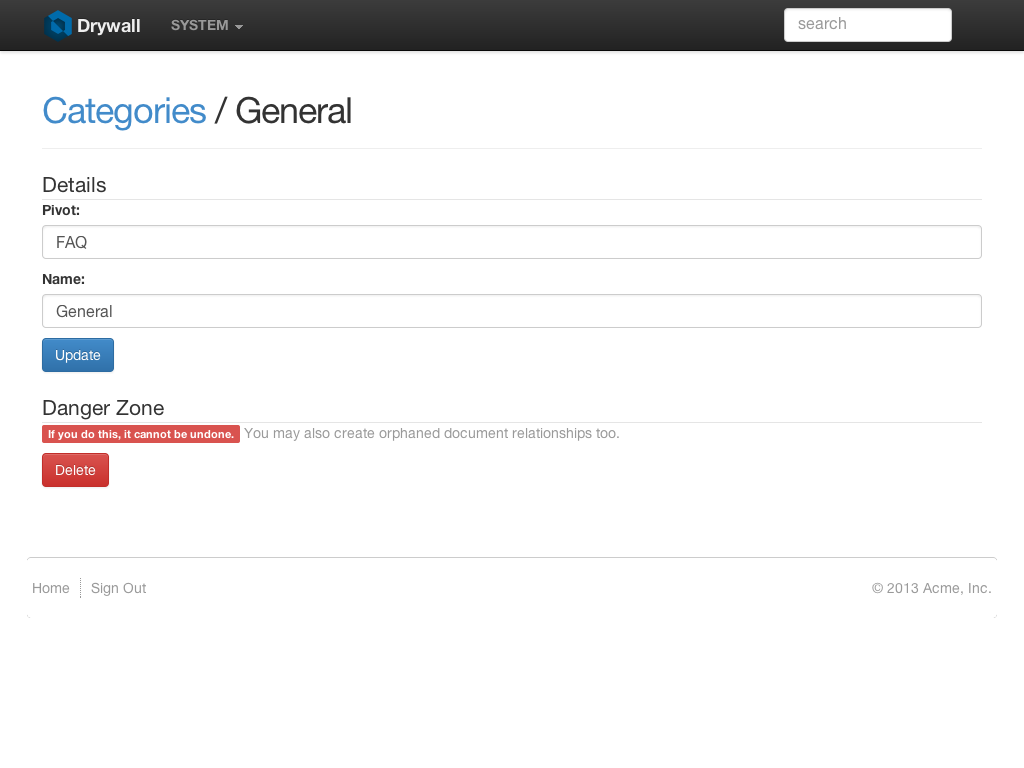 Drywall SYSTEM search
Categories / General
Details
Pivot:
FAQ
Name:
General
Update
Danger Zone
If you do this, it cannot be undone. You may also create orphaned document relationships too.
Delete
Home Sign Out © 2013 Acme, Inc.